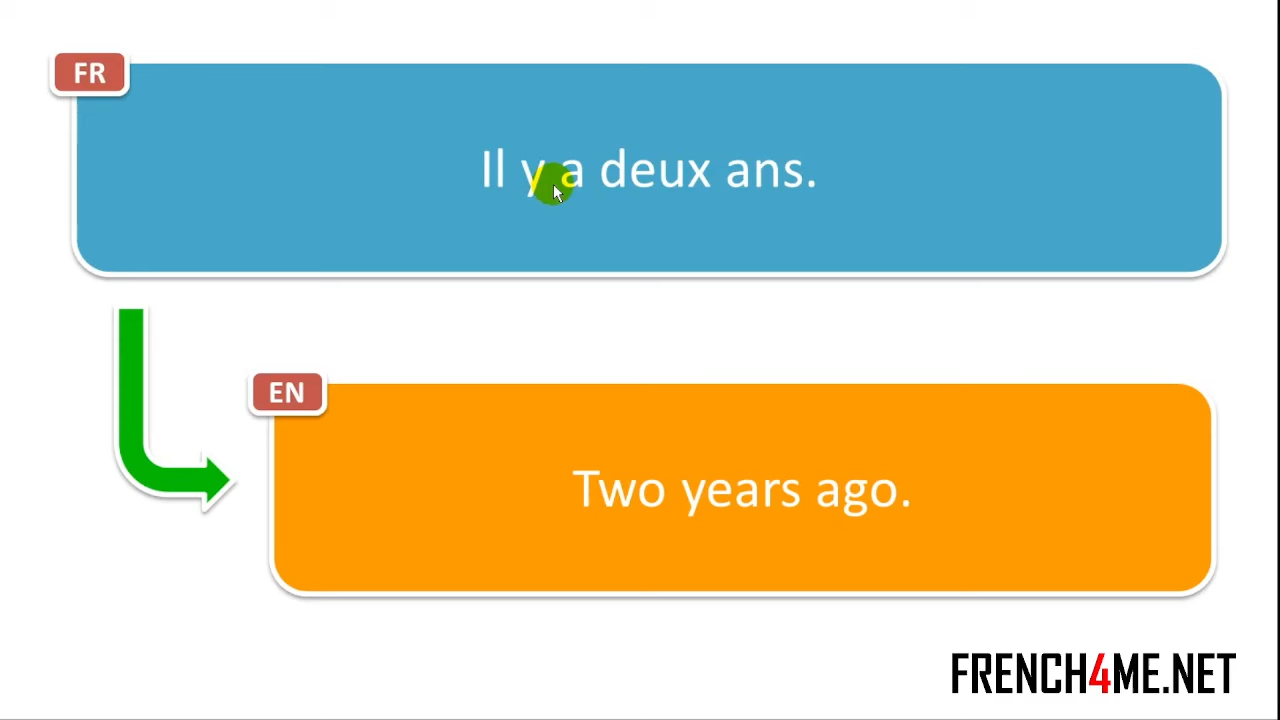 FR
Il y a deux ans.
EN
Two years ago.
FRENCH4ME.NET